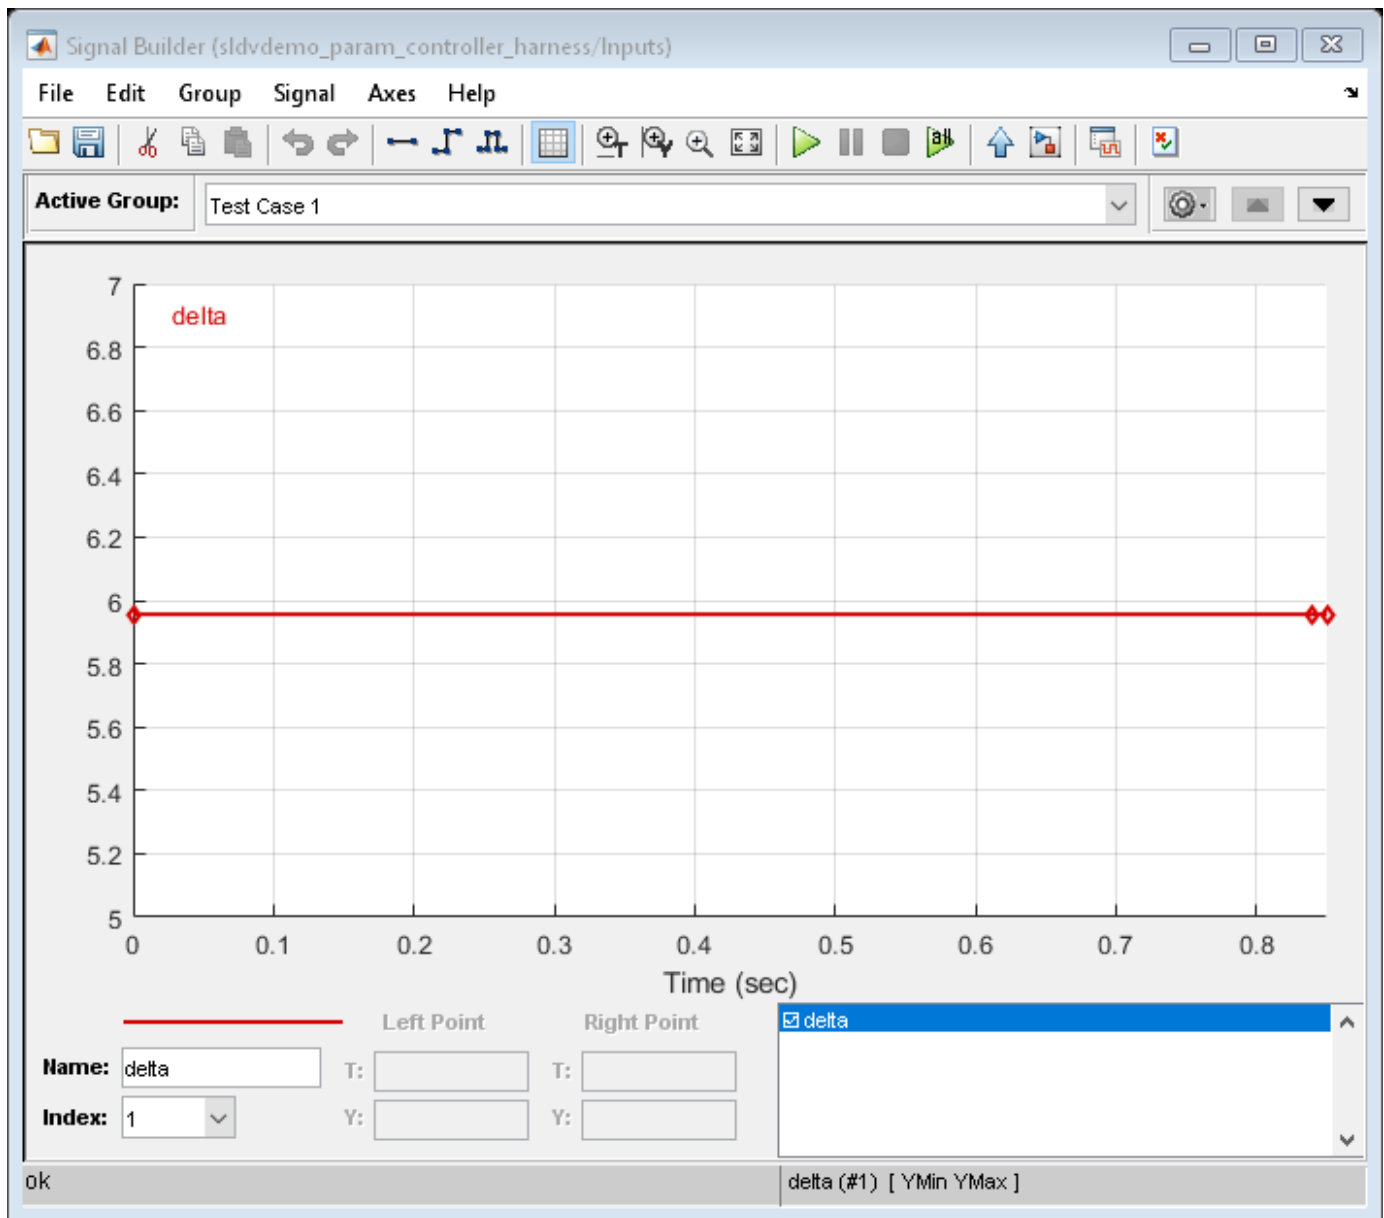 Signal Builder (sldvdemo_param_controller_harness/Inputs)
File Edit Group Signal Axes Help
Active Group: Test Case 1
delta
7
6.8
6.6
6.4
6.2
6
5.8
5.6
5.4
5.2
5
0 0.1 0.2 0.3 0.4 0.5 0.6 0.7 0.8
Time (sec)
Left Point Right Point delta
Name: delta T: T:
Index: 1 Y: Y:
ok delta (#1) [ YMin YMax ]